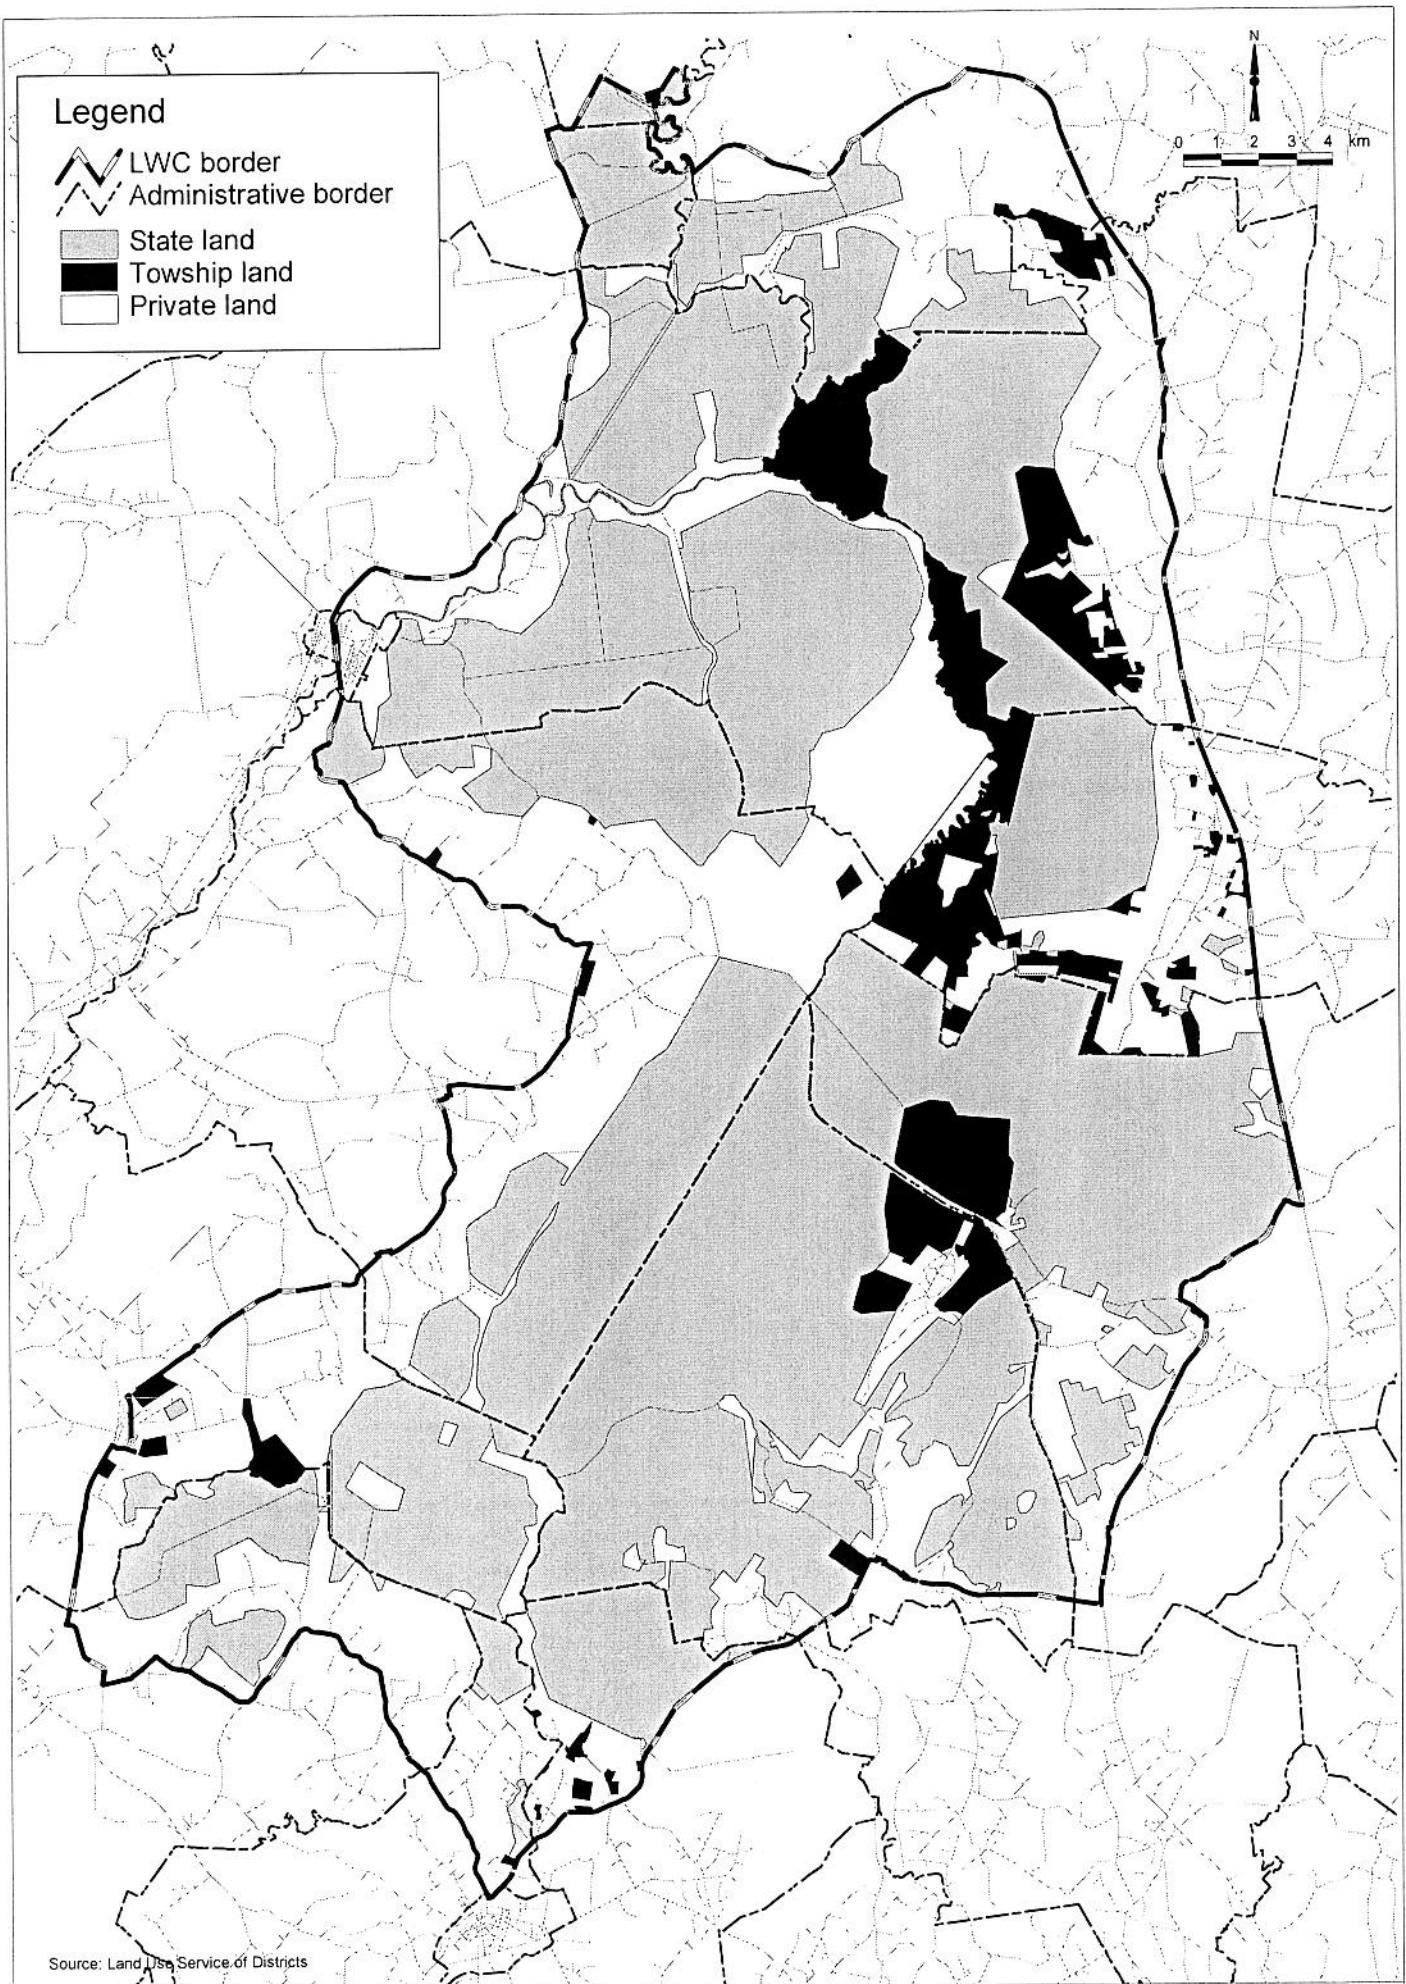 Legend
LWC border
Administrative border
State land
Towship land
Private land
N
0 1 2 3 4 km
Source: Land Use Service of Districts